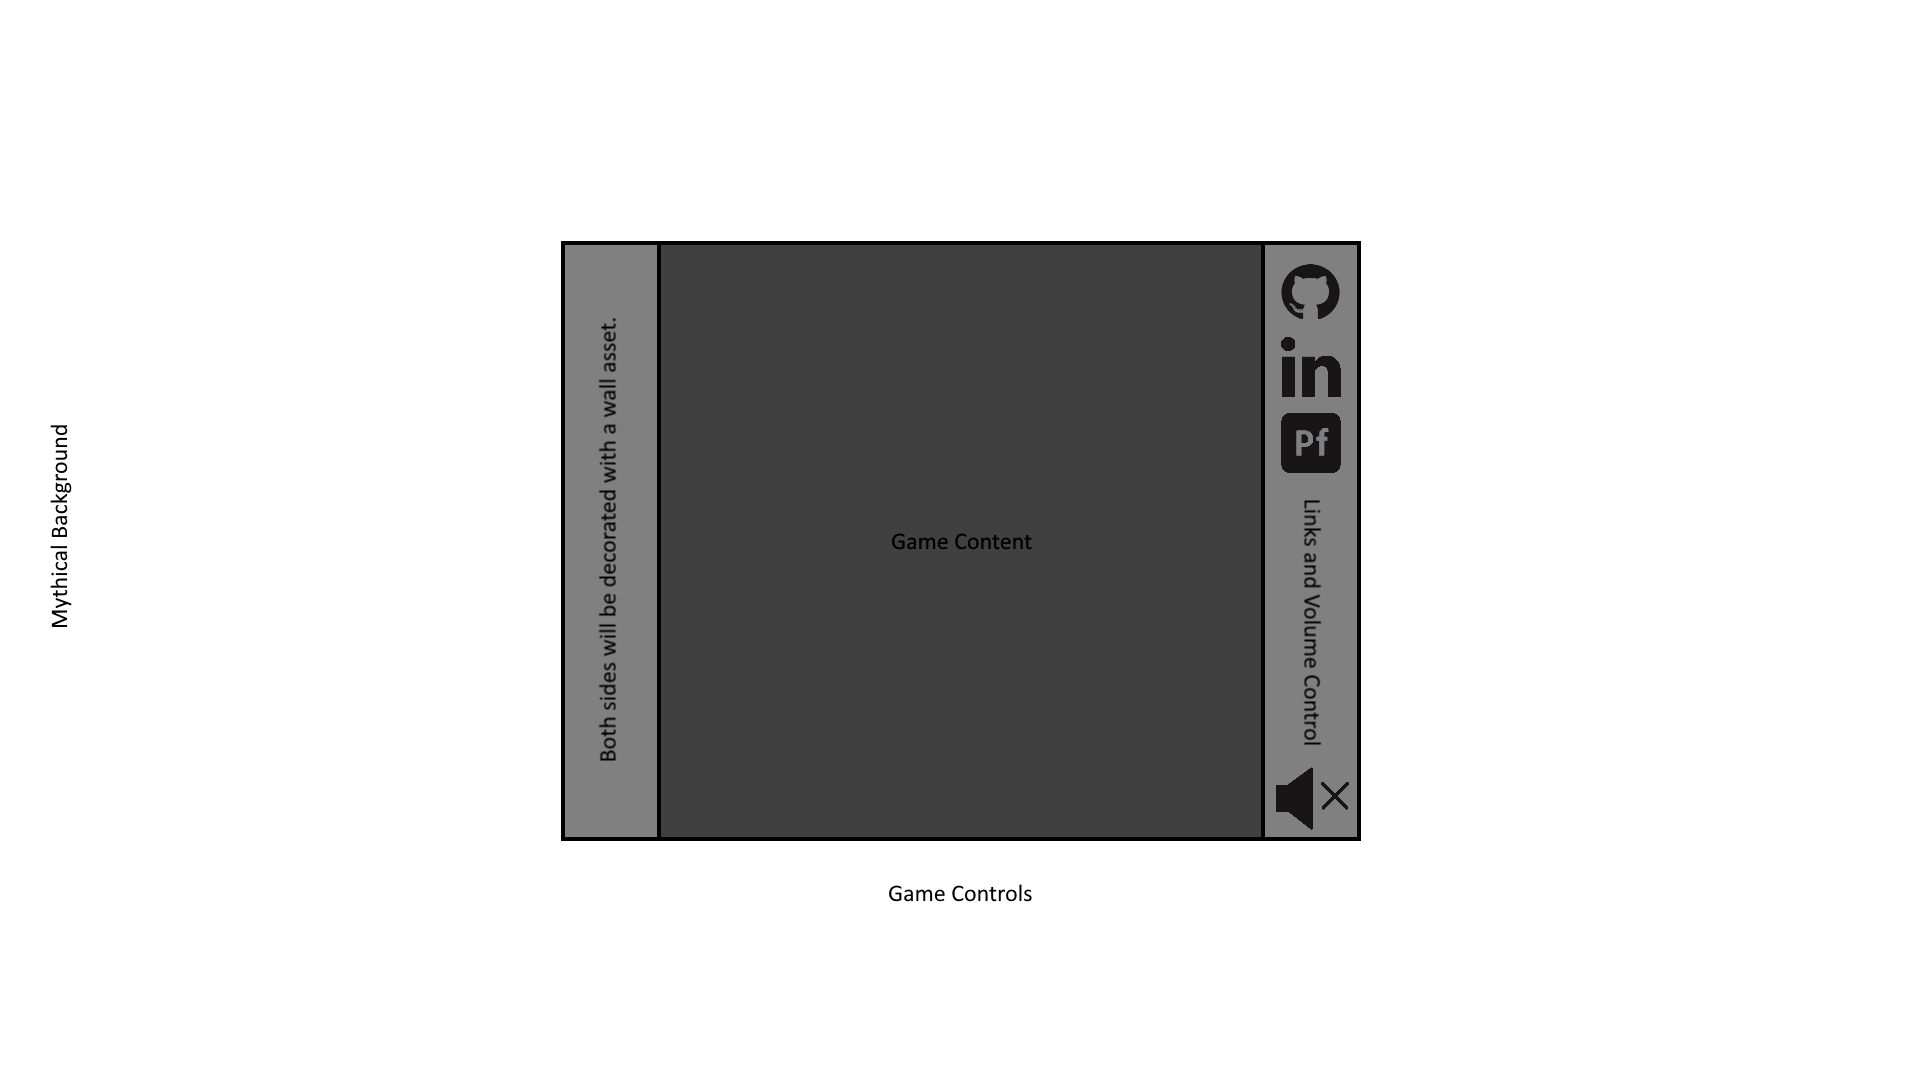 Mythical Background
Both sides will be decorated with a wall asset.
Game Content
in
Pf
Links and Volume Control
Game Controls